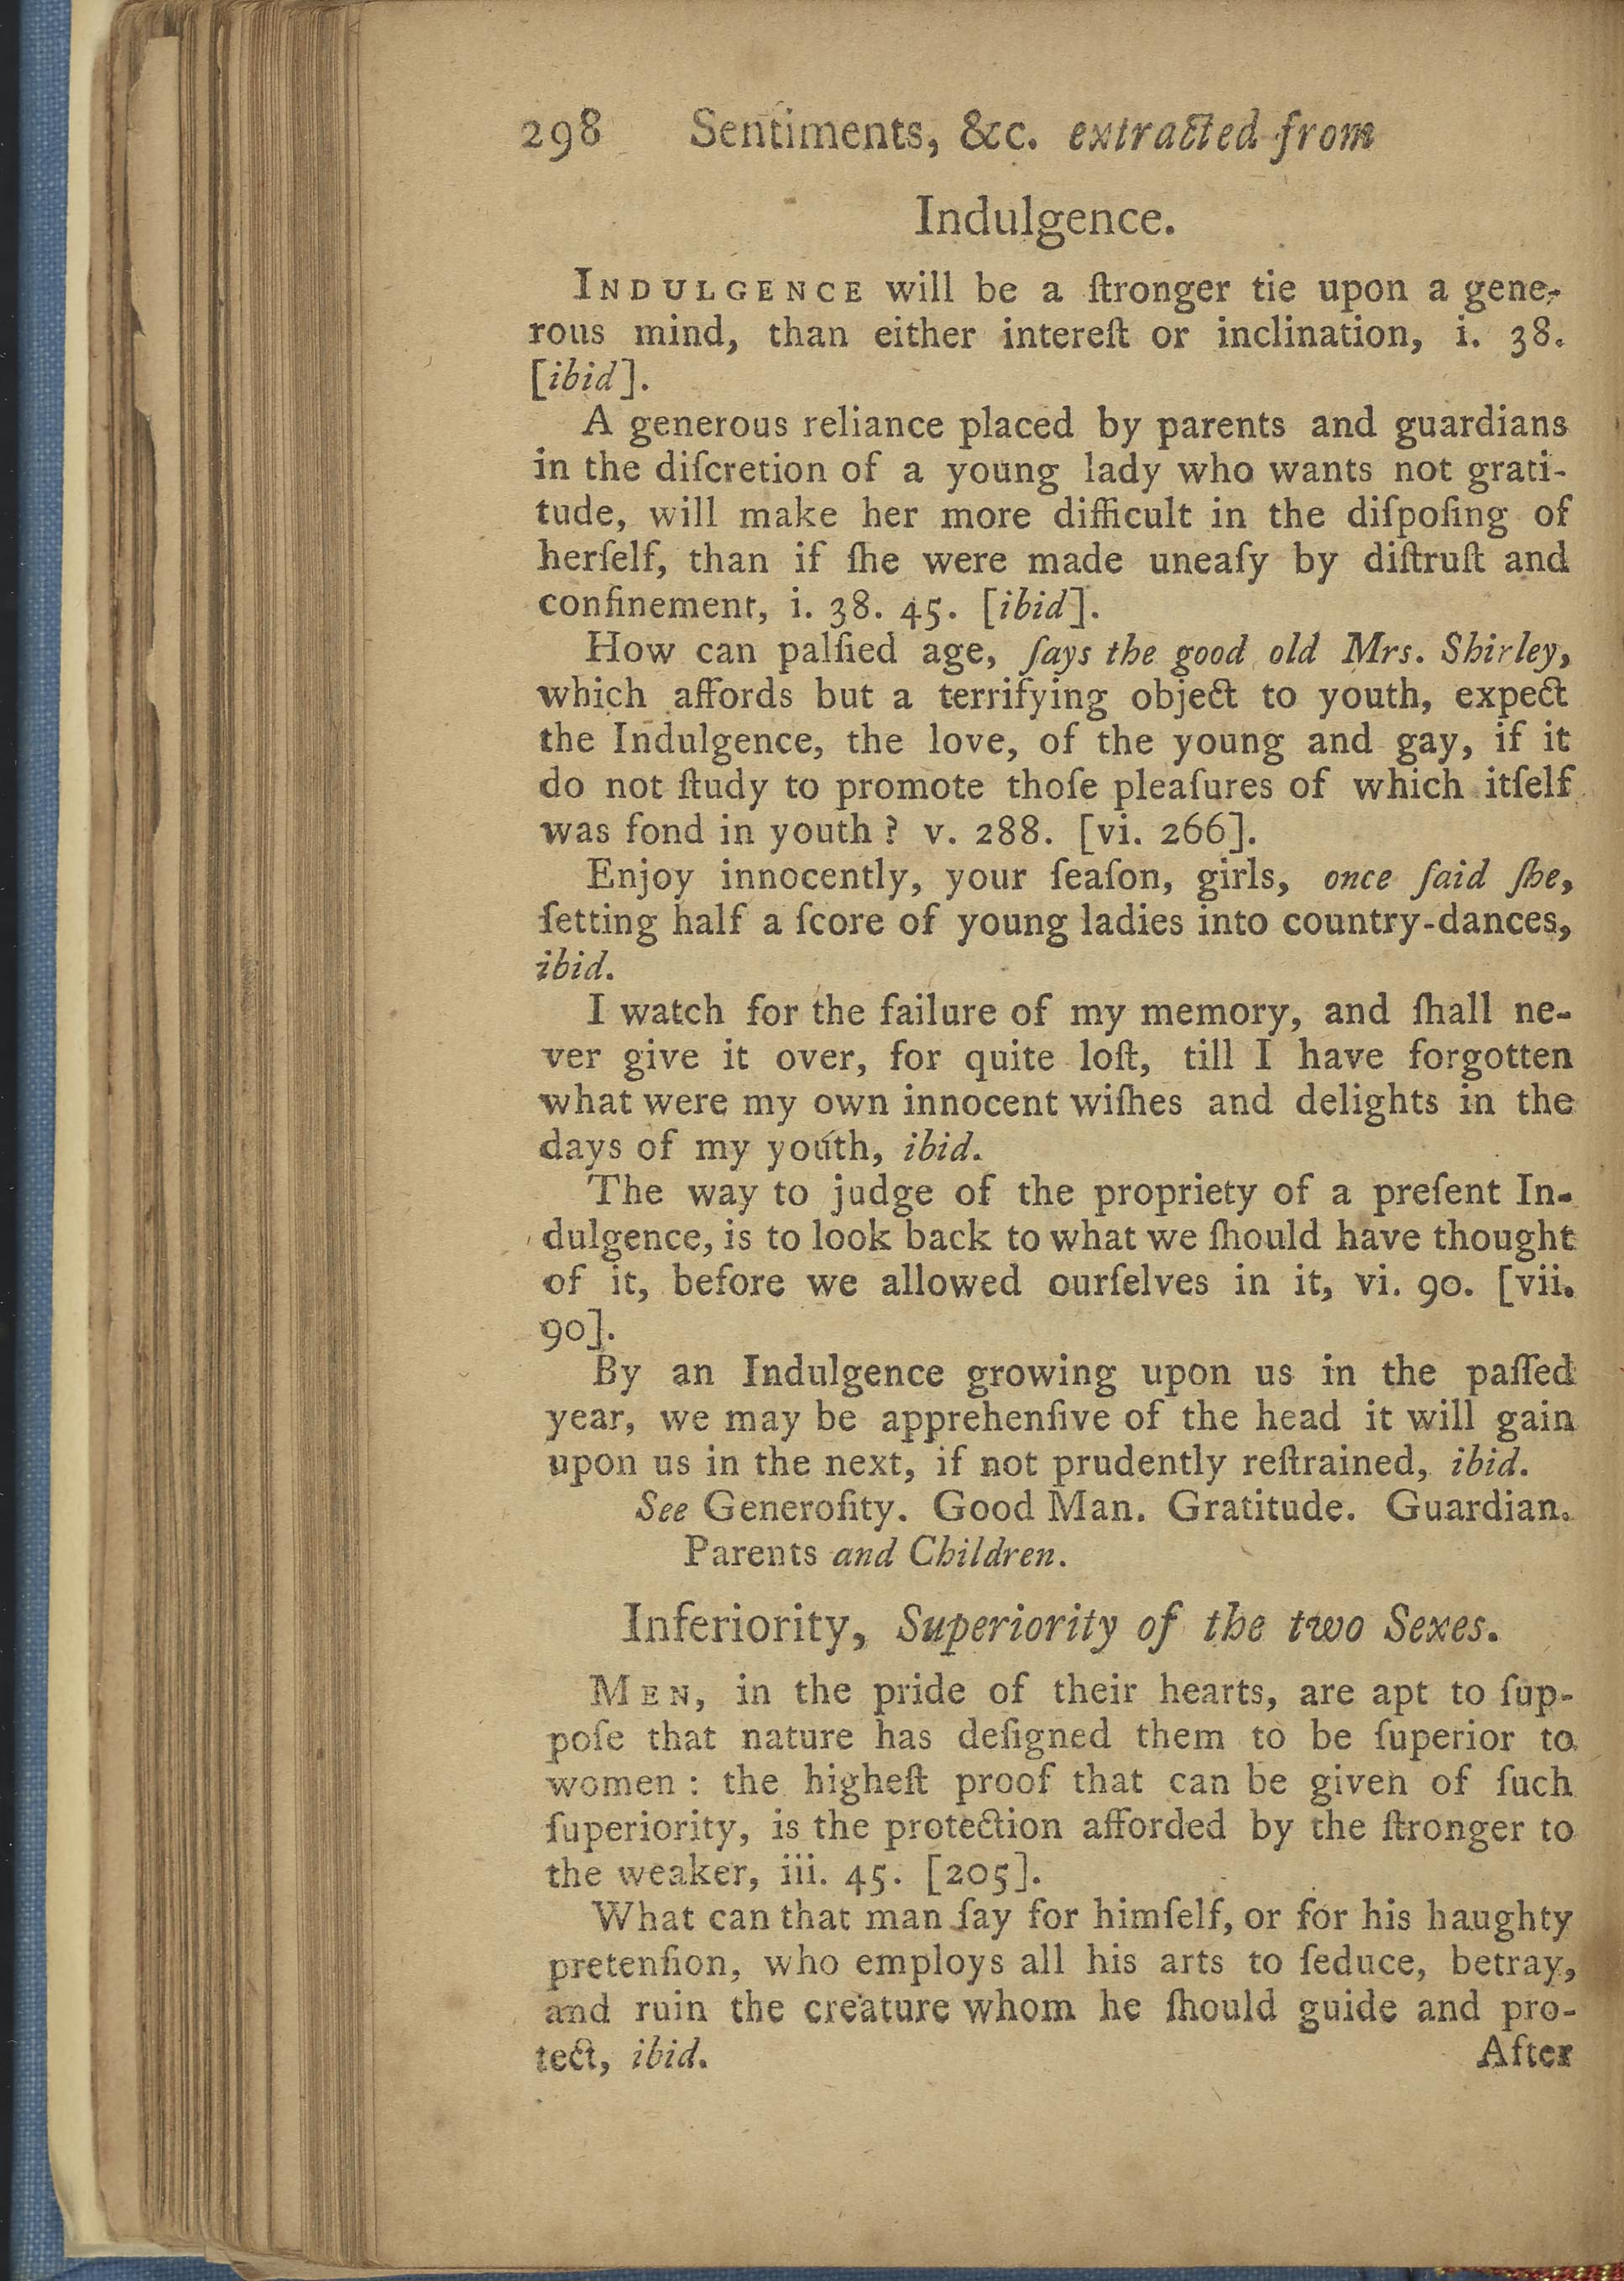 298 Sentiments, &c. extracted from
Indulgence.
INDULGENCE will be a ſtronger tie upon a gene-
rous mind, than either intereſt or inclination, i. 38.
[ibid].
A generous reliance placed by parents and guardians
in the diſcretion of a young lady who wants not grati-
tude, will make her more difficult in the diſpoſing of
herſelf, than if ſhe were made uneaſy by diſtruſt and
confinement, i. 38. 45. [ibid].
How can palſied age, ſays the good old Mrs. Shirley,
which affords but a terrifying object to youth, expect
the Indulgence, the love, of the young and gay, if it
do not ſtudy to promote thoſe pleaſures of which itſelf
was fond in youth? v. 288. [vi. 266].
Enjoy innocently, your ſeaſon, girls, once ſaid ſhe,
ſetting half a ſcore of young ladies into country-dances,
ibid.
I watch for the failure of my memory, and ſhall ne-
ver give it over, for quite loſt, till I have forgotten
what were my own innocent wiſhes and delights in the
days of my youth, ibid.
The way to judge of the propriety of a preſent In-
dulgence, is to look back to what we ſhould have thought
of it, before we allowed ourſelves in it, vi. 90. [vii.
90].
By an Indulgence growing upon us in the paſſed
year, we may be apprehenſive of the head it will gain
upon us in the next, if not prudently reſtrained, ibid.
See Generoſity. Good Man. Gratitude. Guardian.
Parents and Children.
Inferiority, Superiority of the two Sexes.
MEN, in the pride of their hearts, are apt to ſup-
poſe that nature has deſigned them to be ſuperior to
women: the higheſt proof that can be given of ſuch
ſuperiority, is the protection afforded by the ſtronger to
the weaker, iii. 45. [205].
What can that man ſay for himſelf, or for his haughty
pretenſion, who employs all his arts to ſeduce, betray,
and ruin the creature whom he ſhould guide and pro-
tect, ibid. After